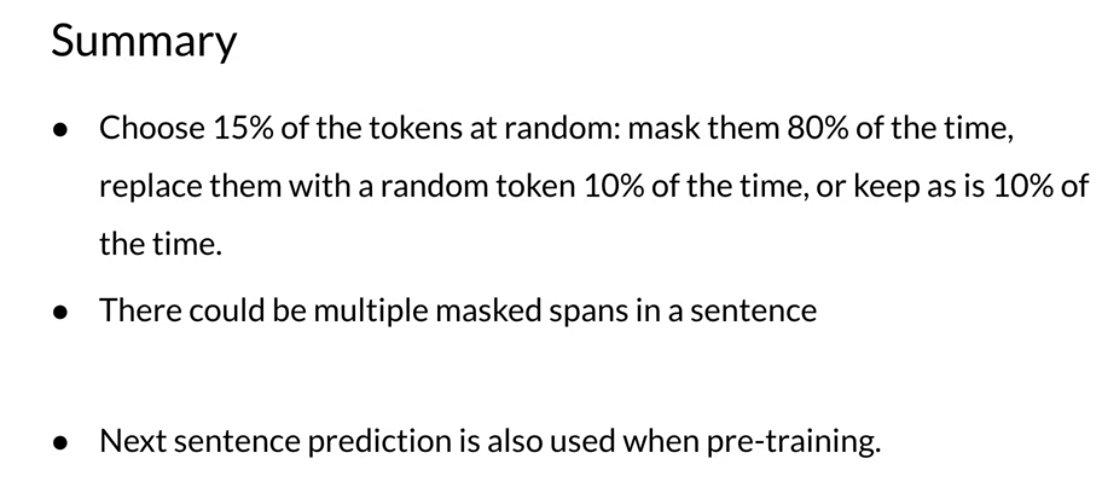 Summary
● Choose 15% of the tokens at random: mask them 80% of the time,
replace them with a random token 10% of the time, or keep as is 10% of
the time.
● There could be multiple masked spans in a sentence
● Next sentence prediction is also used when pre-training.